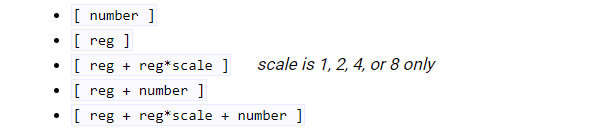 [ number ]
[ reg ]
[ reg + reg*scale ] scale is 1, 2, 4, or 8 only
[ reg + number ]
[ reg + reg*scale + number ]